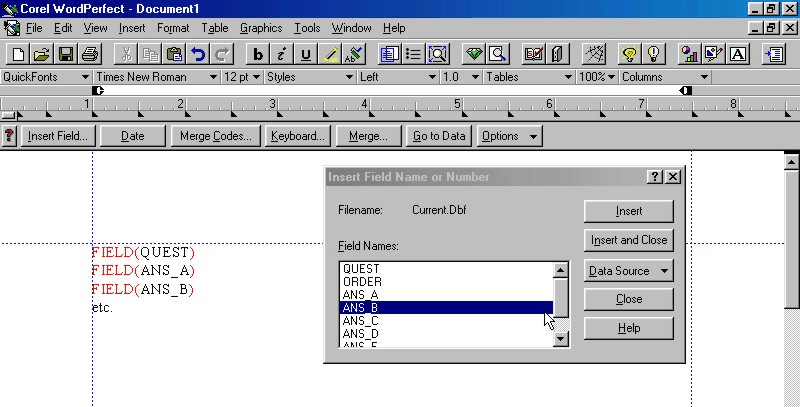 Corel WordPerfect - Document1
File Edit View Insert Format Table Graphics Tools Window Help
b i U ABC A
QuickFonts Times New Roman 12 pt Styles Left 1.0 Tables 100% Columns
1 2 3 4 5 6 7 8
? Insert Field... Date Merge Codes... Keyboard... Merge... Go to Data Options
Insert Field Name or Number ?
Filename: Current.Dbf
Insert
Insert and Close
Field Names:
Data Source
Close
Help
QUEST
ORDER
ANS_A
ANS_B
ANS_C
ANS_D
FIELD(QUEST)
FIELD(ANS_A)
FIELD(ANS_B)
etc.